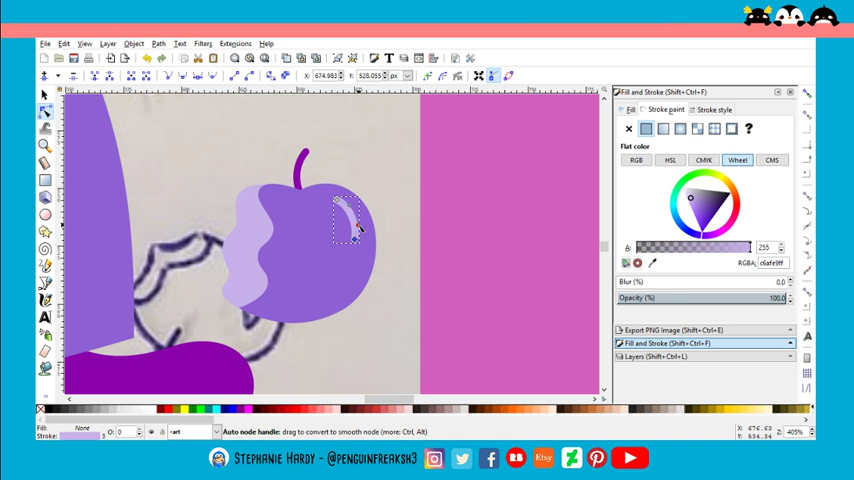 File Edit View Layer Object Path Text Filters Extensions Help
X: 674.983 Y: 528.055 px
Fill and Stroke (Shift+Ctrl+F)
Fill Stroke paint Stroke style
Flat color
RGB HSL CMYK Wheel CMS
A: 255
RGBA: c6afe9ff
Blur (%) 0.0
Opacity (%) 100.0
Export PNG Image (Shift+Ctrl+E)
Fill and Stroke (Shift+Ctrl+F)
Layers (Shift+Ctrl+L)
Fill: None
Stroke: 3
O: 0
-art
Auto node handle: drag to convert to smooth node (more: Ctrl, Alt)
X: 676.63
Y: 534.34
Z: 405%
Stephanie Hardy - @penguinfreaksh3
Etsy